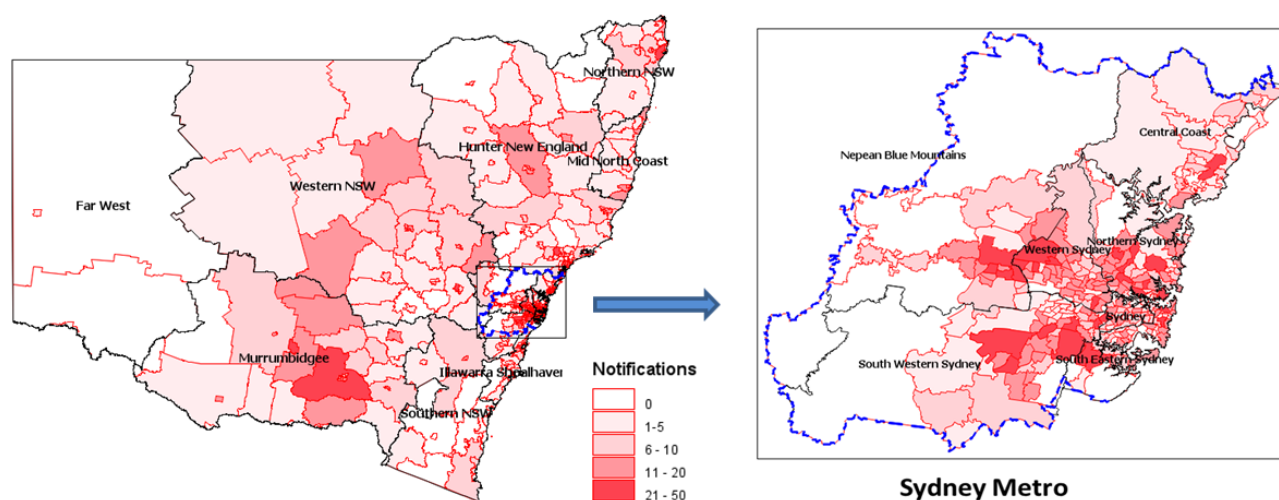 Northern NSW
Hunter New England
Mid North Coast
Western NSW
Far West
Murrumbidgee
Illawarra Shoalhaven
Southern NSW
Notifications
0
1-5
6 - 10
11 - 20
21 - 50
Central Coast
Nepean Blue Mountains
Northern Sydney
Western Sydney
Sydney
South Eastern Sydney
South Western Sydney
Sydney Metro